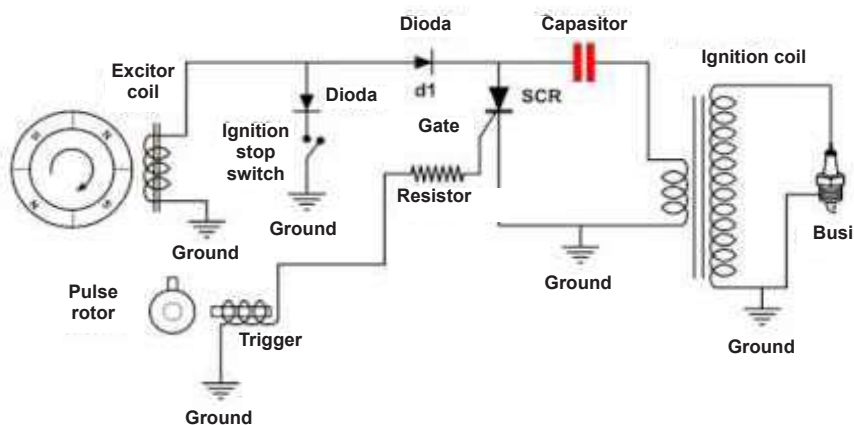 Dioda
Capasitor
Ignition coil
Excitor
coil
Dioda
d1
SCR
Ignition
stop
switch
Gate
Resistor
Ground
Ground
Busi
Ground
Pulse
rotor
Trigger
Ground
Ground
N
N